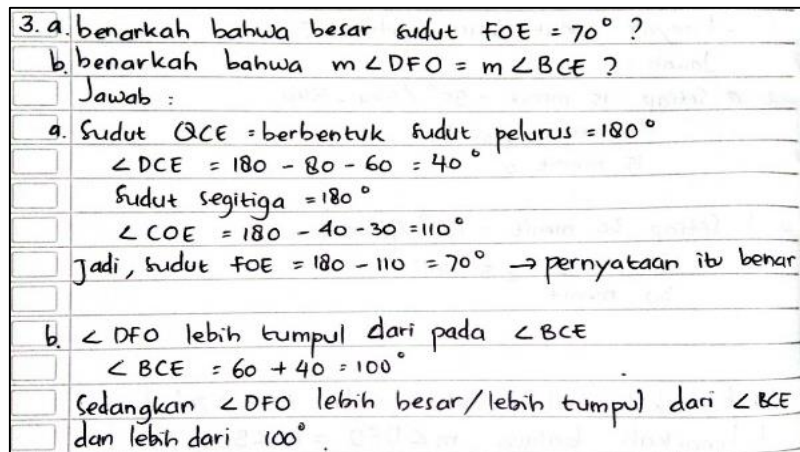 3. a. benarkah bahwa besar sudut FOE = 70° ?
b. benarkah bahwa m∠DFO = m∠BCE ?
Jawab :
a. Sudut QCE = berbentuk sudut pelurus = 180°
∠DCE = 180 - 80 - 60 = 40°
Sudut segitiga = 180°
∠COE = 180 - 40 - 30 = 110°
Jadi, sudut FOE = 180 - 110 = 70° → pernyataan itu benar
b. ∠DFO lebih tumpul dari pada ∠BCE
∠BCE = 60 + 40 = 100°
Sedangkan ∠DFO lebih besar/lebih tumpul dari ∠BCE
dan lebih dari 100°.